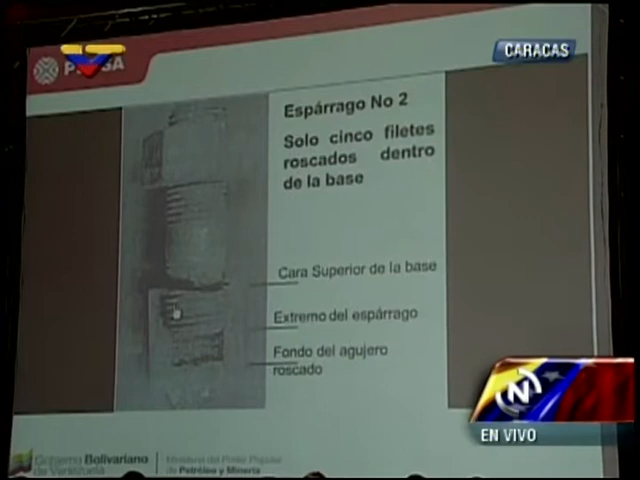 PDVSA
CARACAS
Espárrago No 2
Solo cinco filetes
roscados dentro
de la base
Cara Superior de la base
Extremo del espárrago
Fondo del agujero
roscado
N
EN VIVO
Gobierno Bolivariano
de Venezuela
Ministerio del Poder Popular
de Petróleo y Minería